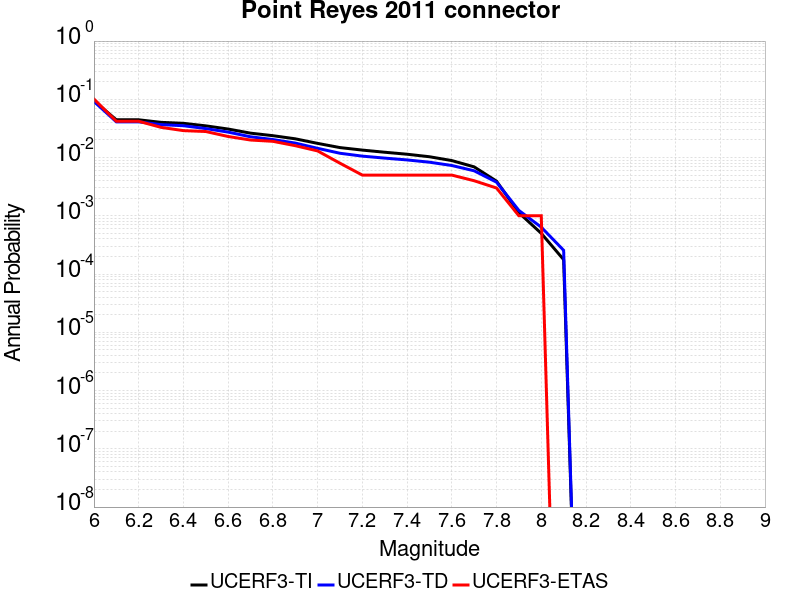 Point Reyes 2011 connector
10^0
10^-1
10^-2
10^-3
10^-4
10^-5
10^-6
10^-7
10^-8
Annual Probability
6 6.2 6.4 6.6 6.8 7 7.2 7.4 7.6 7.8 8 8.2 8.4 8.6 8.8 9
Magnitude
UCERF3-TI UCERF3-TD UCERF3-ETAS